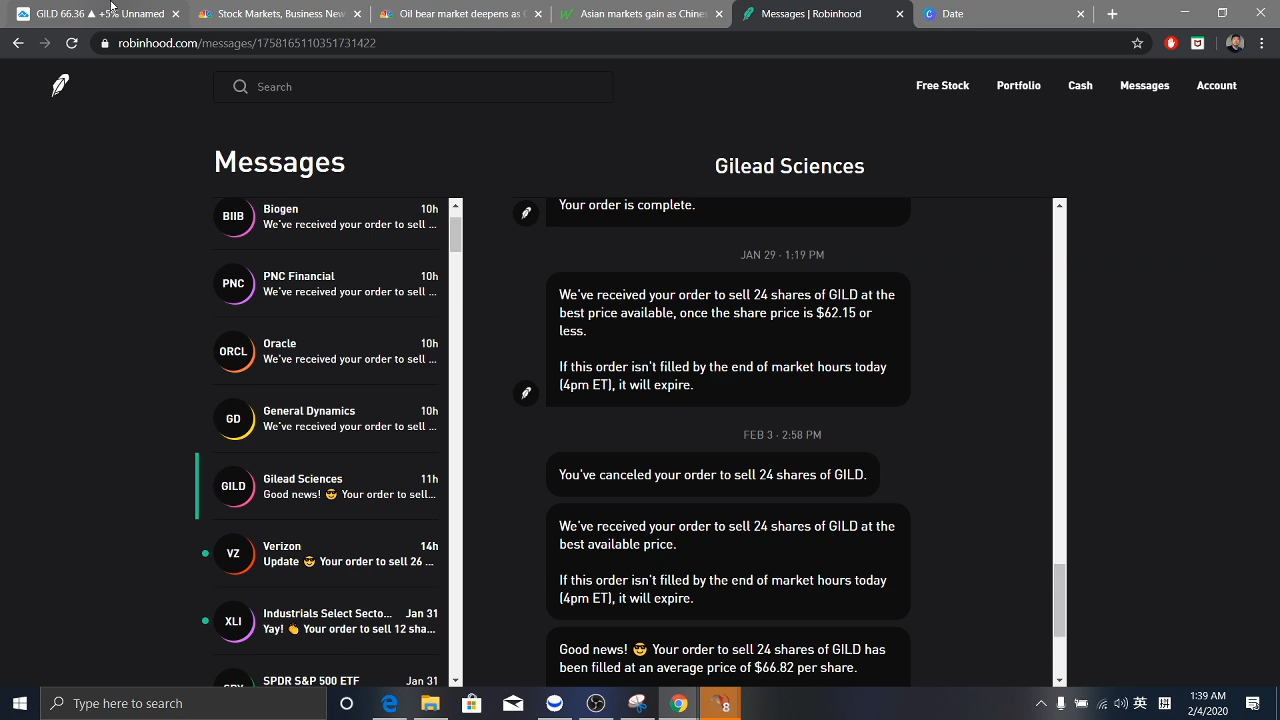 GILD 66.36 ▲ +5% Unnamed
Stock Markets, Business New
Oil bear market deepens as C
Asian markets gain as Chines
Messages | Robinhood
Date
robinhood.com/messages/1758165110351731422
Search
Free Stock
Portfolio
Cash
Messages
Account
Messages
BIIB
Biogen 10h
We've received your order to sell ...
PNC
PNC Financial 10h
We've received your order to sell ...
ORCL
Oracle 10h
We've received your order to sell ...
GD
General Dynamics 10h
We've received your order to sell ...
GILD
Gilead Sciences 11h
Good news! 😎 Your order to sell...
VZ
Verizon 14h
Update 😎 Your order to sell 26 ...
XLI
Industrials Select Secto... Jan 31
Yay! 👏 Your order to sell 12 sha...
SPDR S&P 500 ETF Jan 31
Gilead Sciences
Your order is complete.
JAN 29 · 1:19 PM
We've received your order to sell 24 shares of GILD at the
best price available, once the share price is $62.15 or
less.
If this order isn't filled by the end of market hours today
(4pm ET), it will expire.
FEB 3 · 2:58 PM
You've canceled your order to sell 24 shares of GILD.
We've received your order to sell 24 shares of GILD at the
best available price.
If this order isn't filled by the end of market hours today
(4pm ET), it will expire.
Good news! 😎 Your order to sell 24 shares of GILD has
been filled at an average price of $66.82 per share.
Type here to search
8
英
拼
1:39 AM
2/4/2020